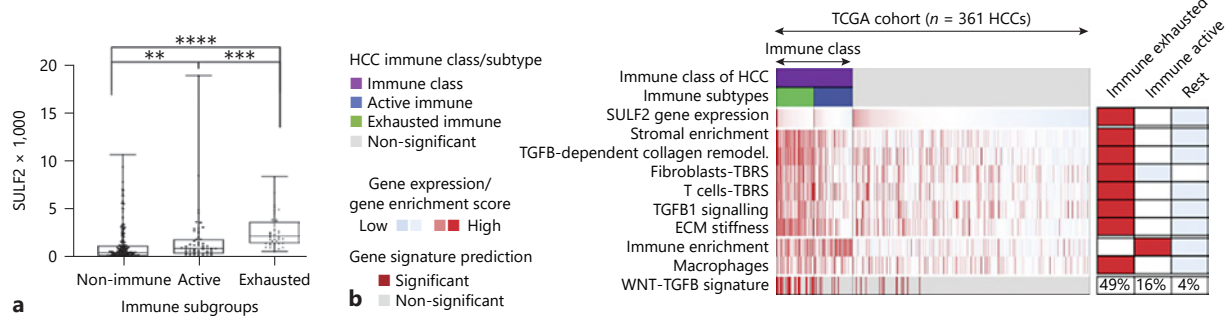 ****
** ***
20
15
10
5
0
SULF2 × 1,000
Non-immune Active Exhausted
Immune subgroups
a
HCC immune class/subtype
Immune class
Active immune
Exhausted immune
Non-significant
Gene expression/
gene enrichment score
Low High
Gene signature prediction
Significant
Non-significant
b
TCGA cohort (n = 361 HCCs)
Immune class
Immune class of HCC
Immune subtypes
SULF2 gene expression
Stromal enrichment
TGFB-dependent collagen remodel.
Fibroblasts-TBRS
T cells-TBRS
TGFB1 signalling
ECM stiffness
Immune enrichment
Macrophages
WNT-TGFB signature
Immune exhausted
Immune active
Rest
49% 16% 4%